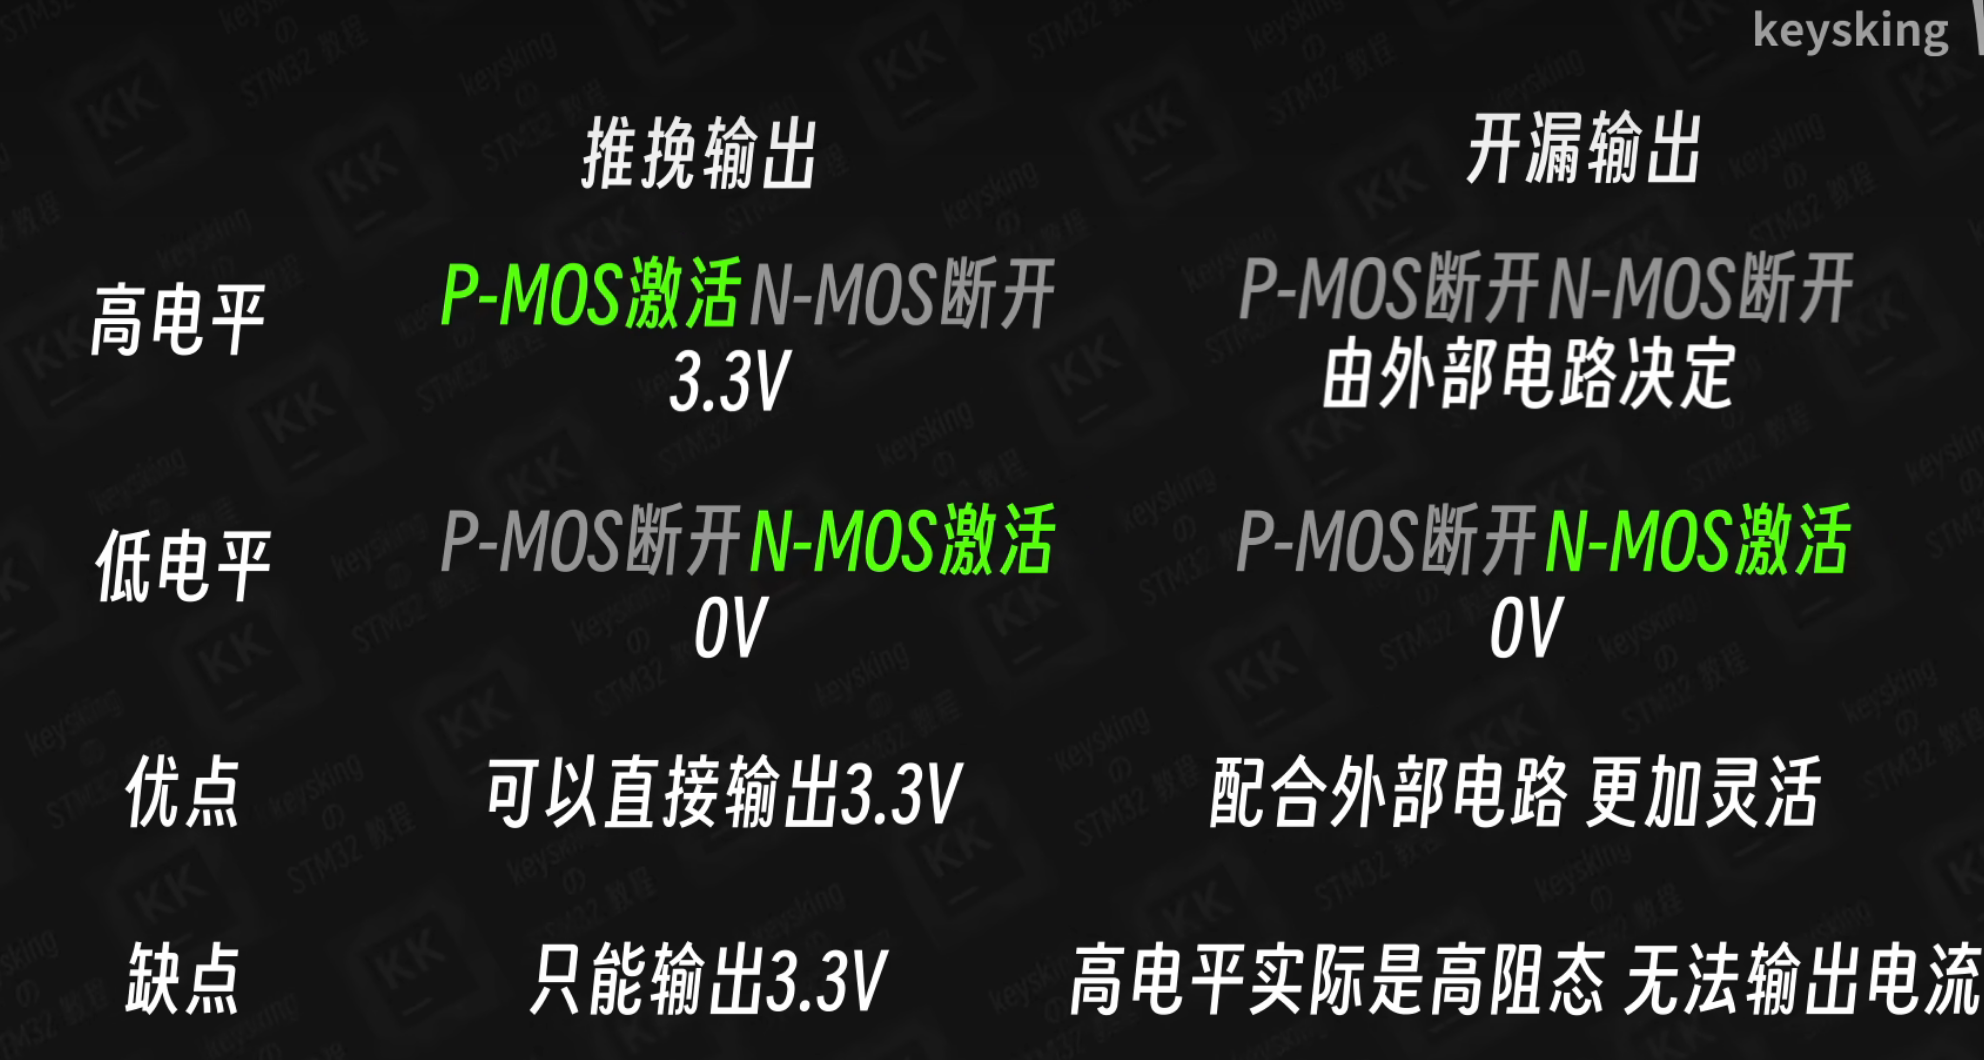 keysking
推挽输出 开漏输出
高电平 P-MOS激活 N-MOS断开 P-MOS断开 N-MOS断开
3.3V 由外部电路决定
低电平 P-MOS断开 N-MOS激活 P-MOS断开 N-MOS激活
0V 0V
优点 可以直接输出3.3V 配合外部电路 更加灵活
缺点 只能输出3.3V 高电平实际是高阻态 无法输出电流